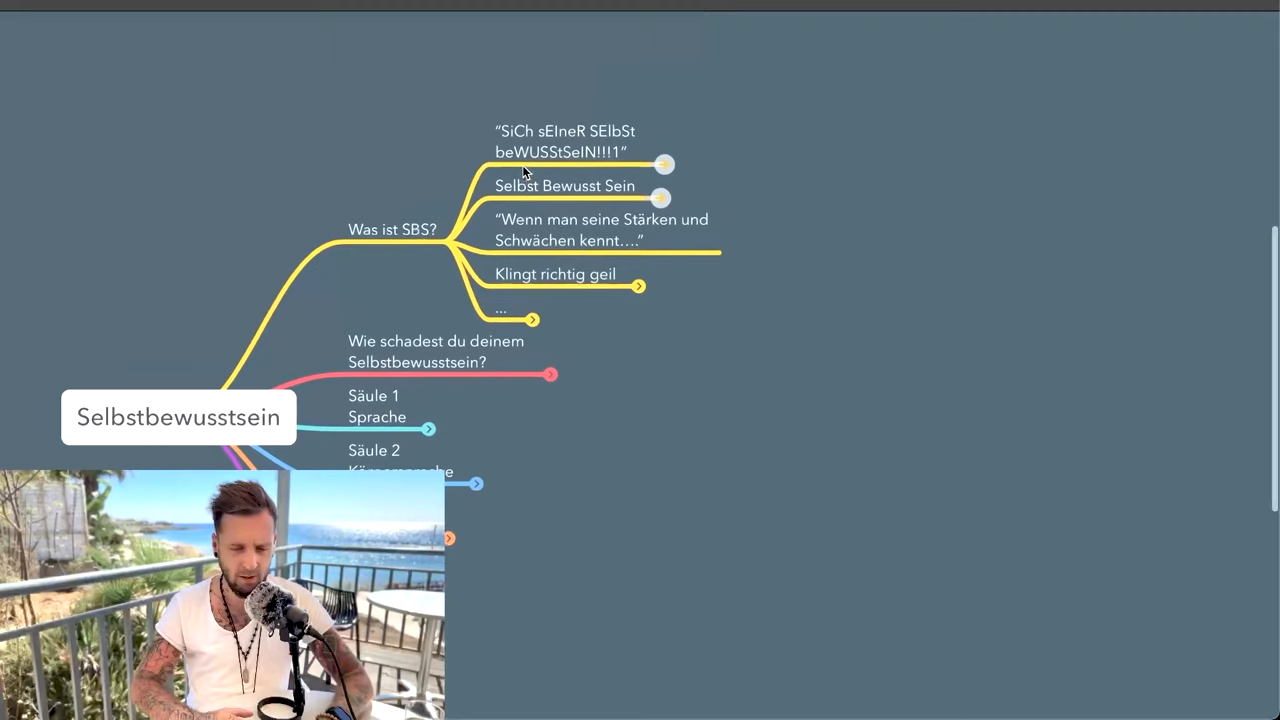 “SiCh sEIneR SElbSt
beWUSStSeIN!!!1”
Selbst Bewusst Sein
“Wenn man seine Stärken und
Schwächen kennt….”
Was ist SBS?
Klingt richtig geil
...
Wie schadest du deinem
Selbstbewusstsein?
Säule 1
Sprache
Selbstbewusstsein
Säule 2
Körpersprache